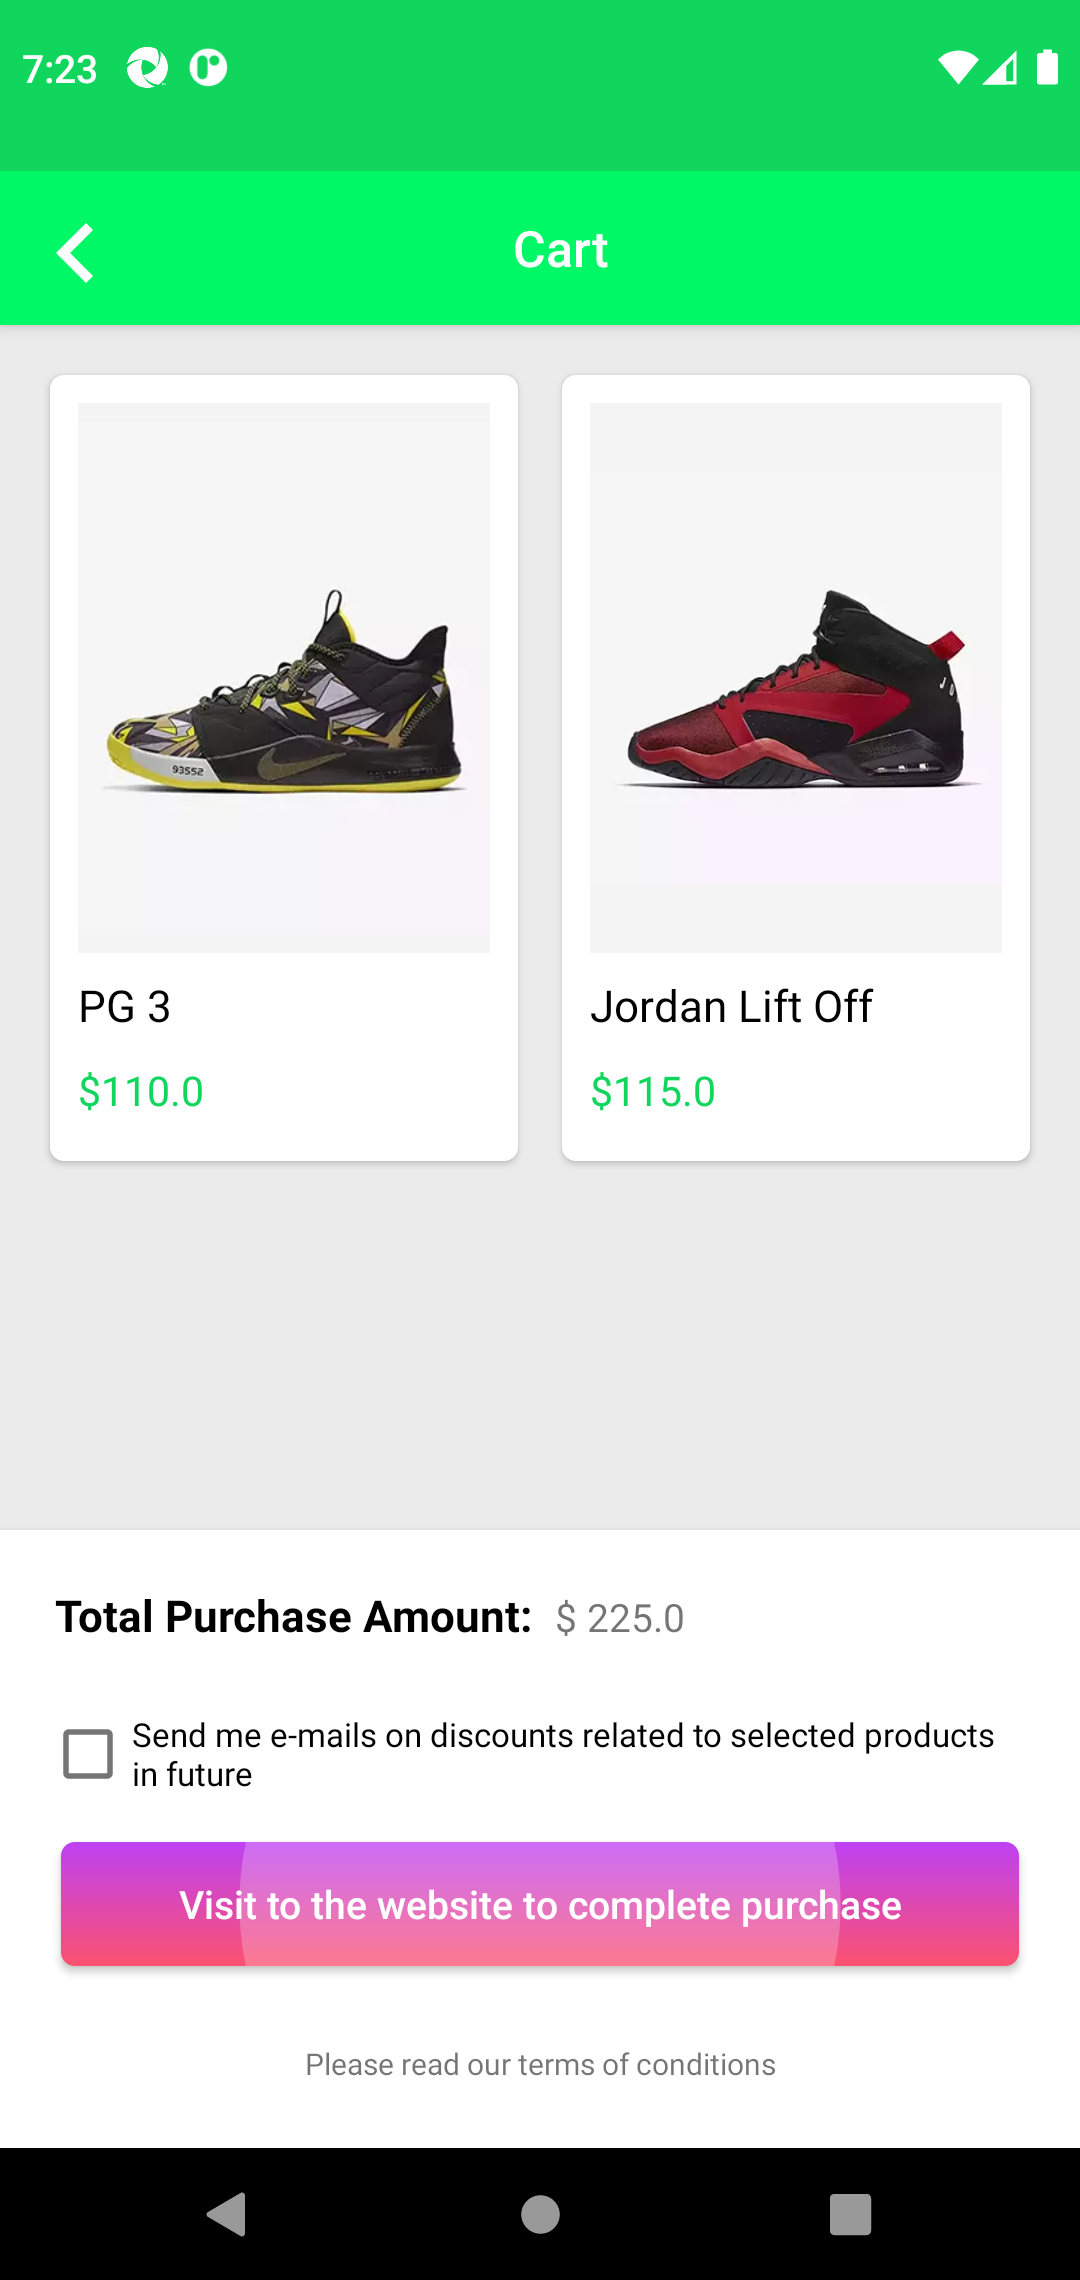 7:23
Cart
93552
PG 3
Jordan Lift Off
$110.0
$115.0
Total Purchase Amount: $ 225.0
Send me e-mails on discounts related to selected products
in future
Visit to the website to complete purchase
Please read our terms of conditions